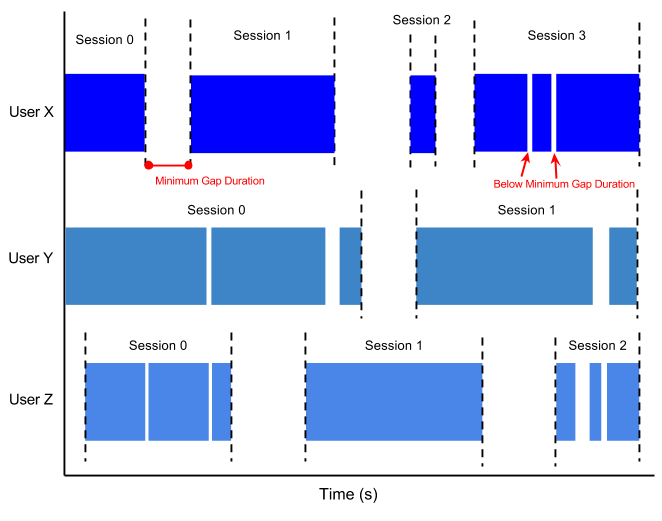 Session 0
Session 1
Session 2
Session 3
User X
Minimum Gap Duration
Below Minimum Gap Duration
Session 0
Session 1
User Y
Session 0
Session 1
Session 2
User Z
Time (s)